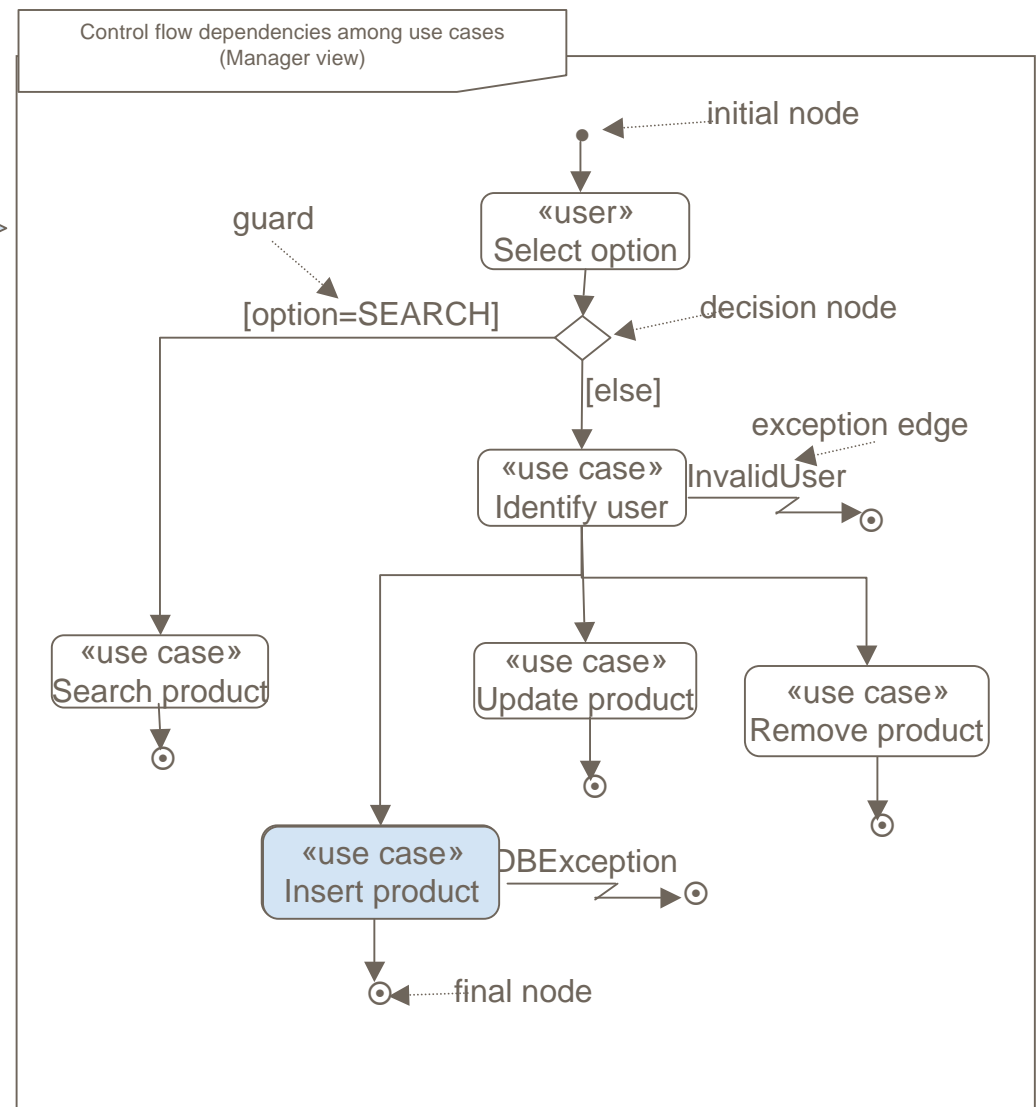 Control flow dependencies among use cases
(Manager view)
initial node
«user»
Select option
guard
[option=SEARCH]
decision node
[else]
exception edge
«use case»
Identify user
InvalidUser
«use case»
Search product
«use case»
Update product
«use case»
Remove product
«use case»
Insert product
DBException
final node